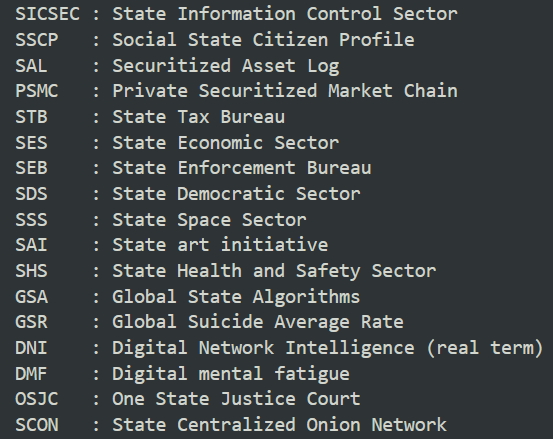 SICSEC : State Information Control Sector
SSCP : Social State Citizen Profile
SAL : Securitized Asset Log
PSMC : Private Securitized Market Chain
STB : State Tax Bureau
SES : State Economic Sector
SEB : State Enforcement Bureau
SDS : State Democratic Sector
SSS : State Space Sector
SAI : State art initiative
SHS : State Health and Safety Sector
GSA : Global State Algorithms
GSR : Global Suicide Average Rate
DNI : Digital Network Intelligence (real term)
DMF : Digital mental fatigue
OSJC : One State Justice Court
SCON : State Centralized Onion Network